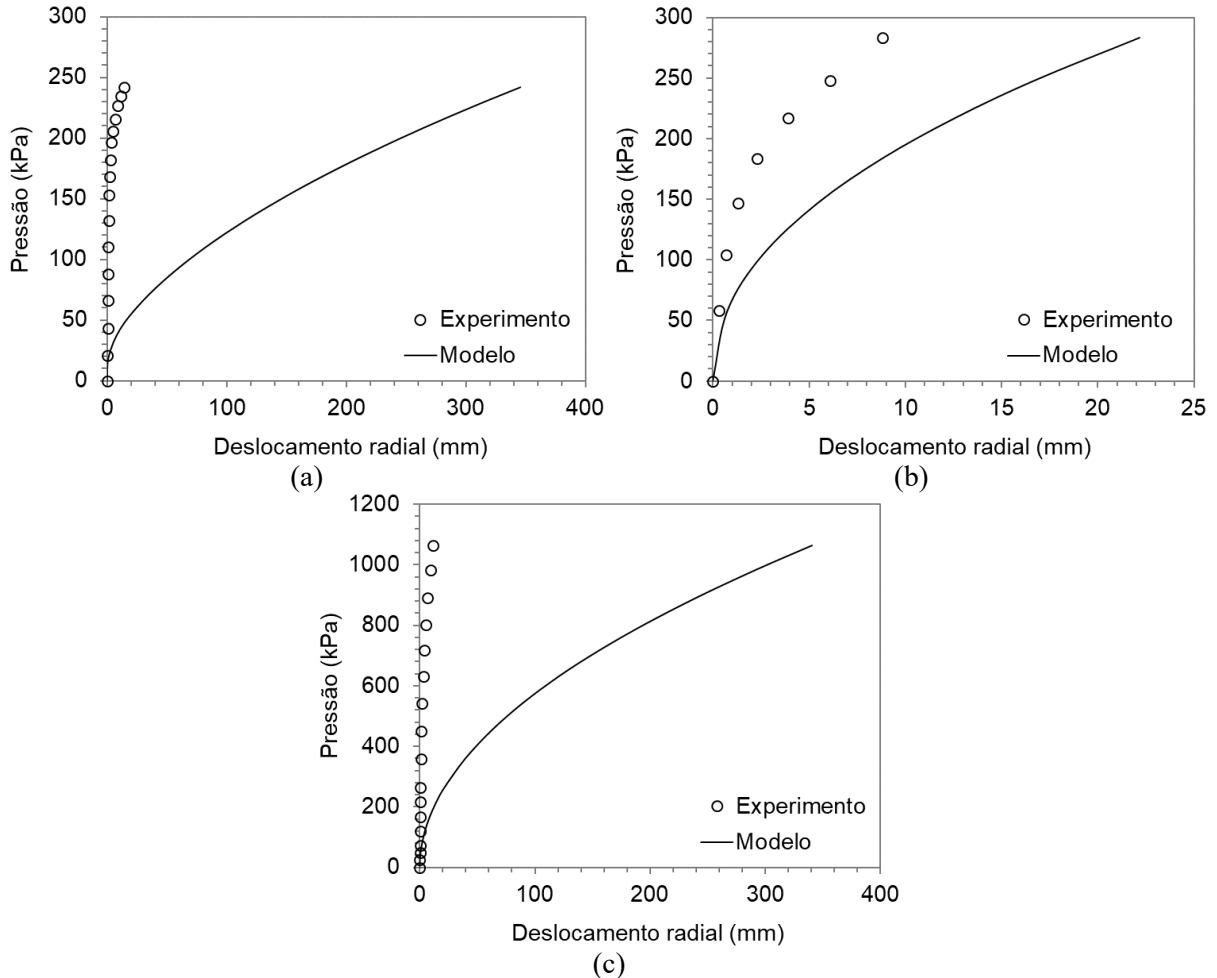 300
250
200
150
100
50
0
Pressão (kPa)
Experimento
Modelo
0 100 200 300 400
Deslocamento radial (mm)
(a)
300
250
200
150
100
50
0
Pressão (kPa)
Experimento
Modelo
0 5 10 15 20 25
Deslocamento radial (mm)
(b)
1200
1000
800
600
400
200
0
Pressão (kPa)
Experimento
Modelo
0 100 200 300 400
Deslocamento radial (mm)
(c)